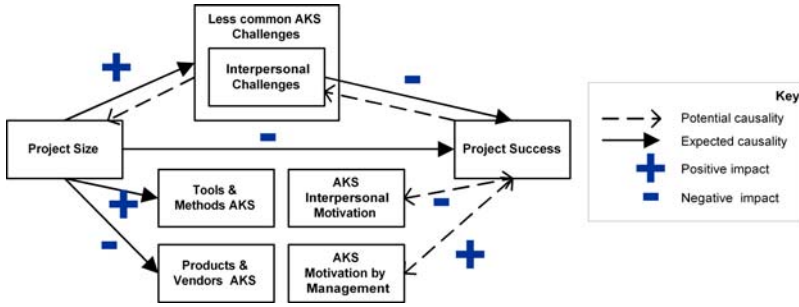 Less common AKS
Challenges
Interpersonal
Challenges
Project Size
Project Success
Tools &
Methods AKS
AKS
Interpersonal
Motivation
Products &
Vendors AKS
AKS
Motivation by
Management
Key
Potential causality
Expected causality
Positive impact
Negative impact